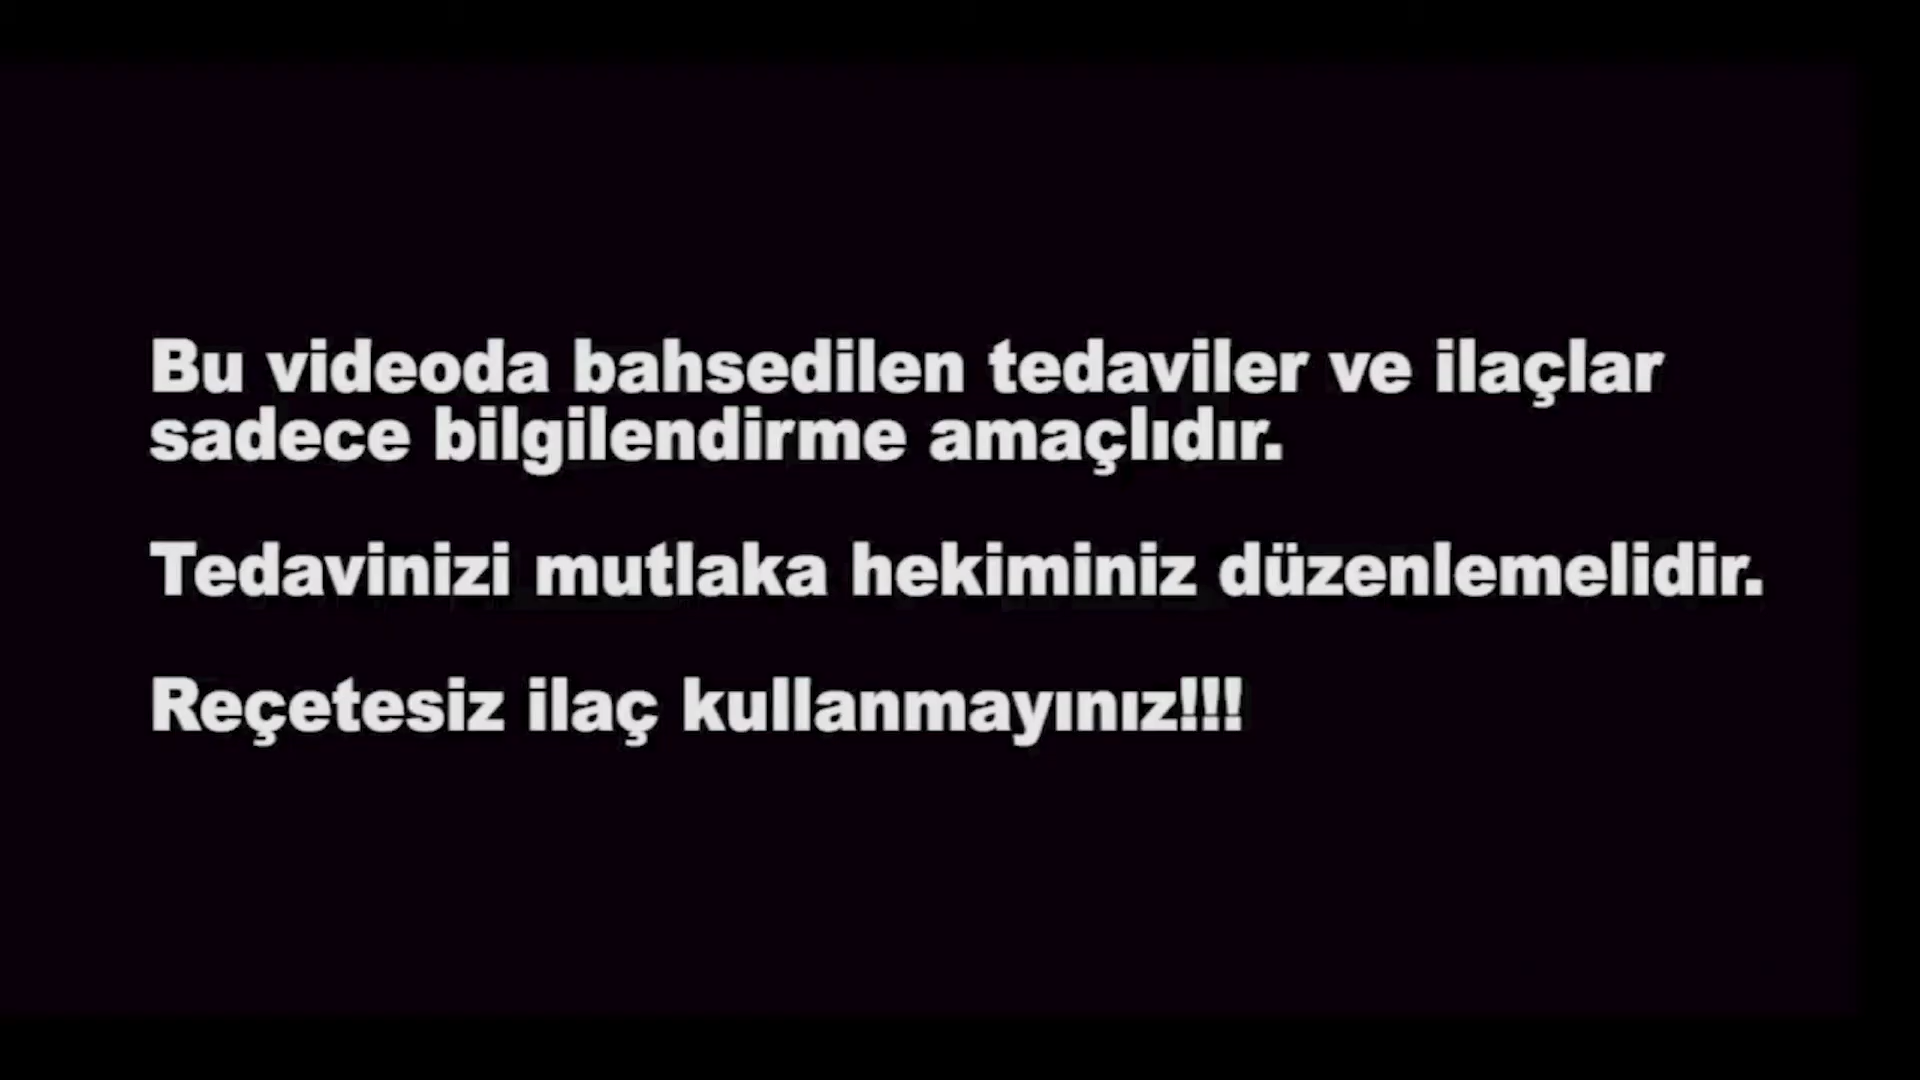 Bu videoda bahsedilen tedaviler ve ilaçlar
sadece bilgilendirme amaçlıdır.
Tedavinizi mutlaka hekiminiz düzenlemelidir.
Reçetesiz ilaç kullanmayınız!!!